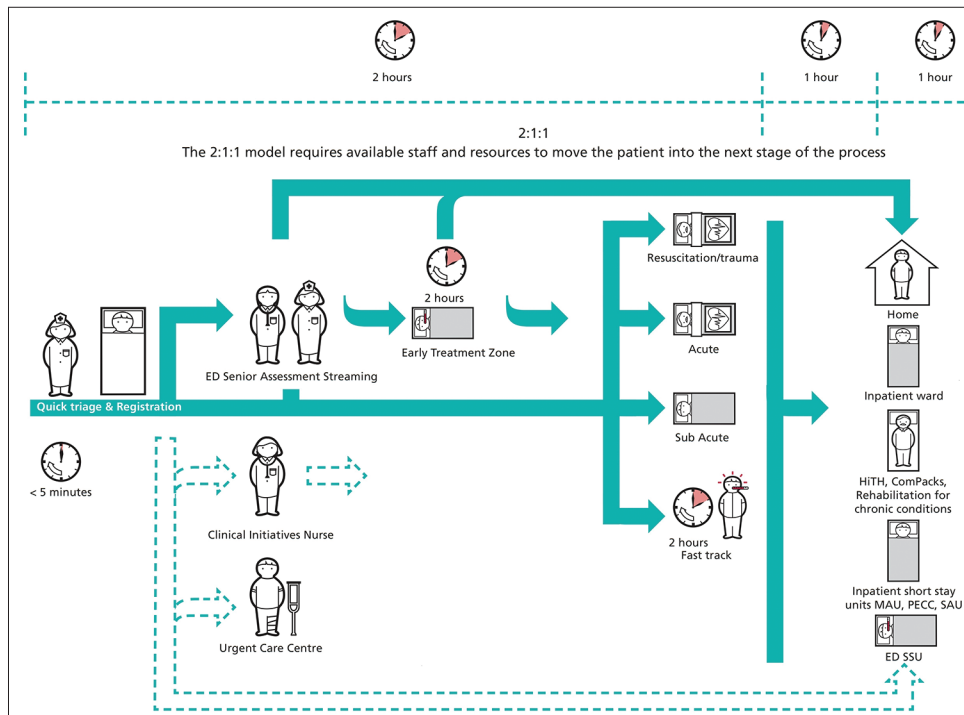 2 hours
1 hour
1 hour
2:1:1
The 2:1:1 model requires available staff and resources to move the patient into the next stage of the process
Resuscitation/trauma
2 hours
Early Treatment Zone
Home
Acute
ED Senior Assessment Streaming
Inpatient ward
Quick triage & Registration
Sub Acute
< 5 minutes
HiTH, ComPacks,
Rehabilitation for
chronic conditions
Clinical Initiatives Nurse
2 hours
Fast track
Inpatient short stay
units MAU, PECC, SAU
Urgent Care Centre
ED SSU